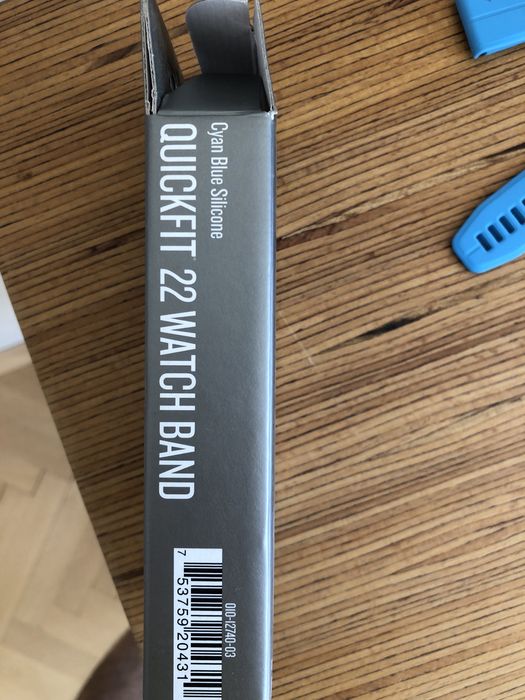 Cyan Blue Silicone
QUICKFIT® 22 WATCH BAND
010-12740-03
7 53759 20431